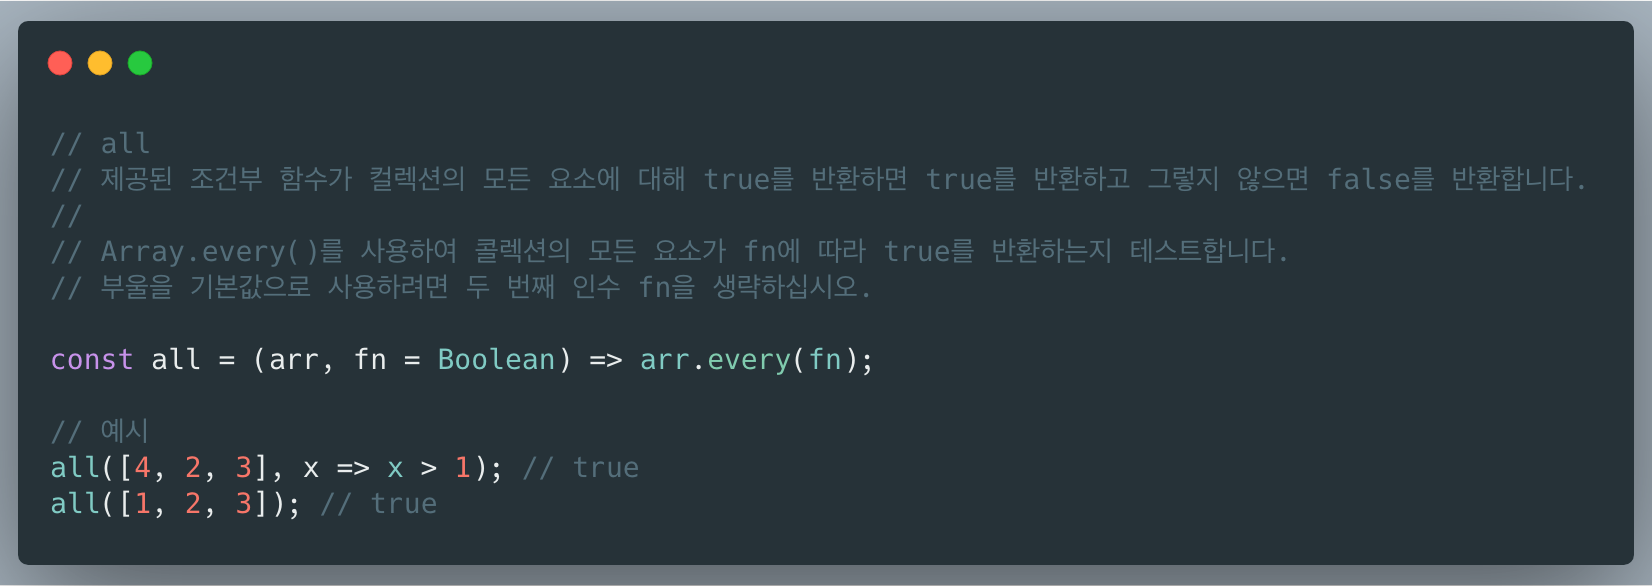 // all
// 제공된 조건부 함수가 컬렉션의 모든 요소에 대해 true를 반환하면 true를 반환하고 그렇지 않으면 false를 반환합니다.
//
// Array.every()를 사용하여 콜렉션의 모든 요소가 fn에 따라 true를 반환하는지 테스트합니다.
// 부울을 기본값으로 사용하려면 두 번째 인수 fn을 생략하십시오.
const all = (arr, fn = Boolean) => arr.every(fn);
// 예시
all([4, 2, 3], x => x > 1); // true
all([1, 2, 3]); // true